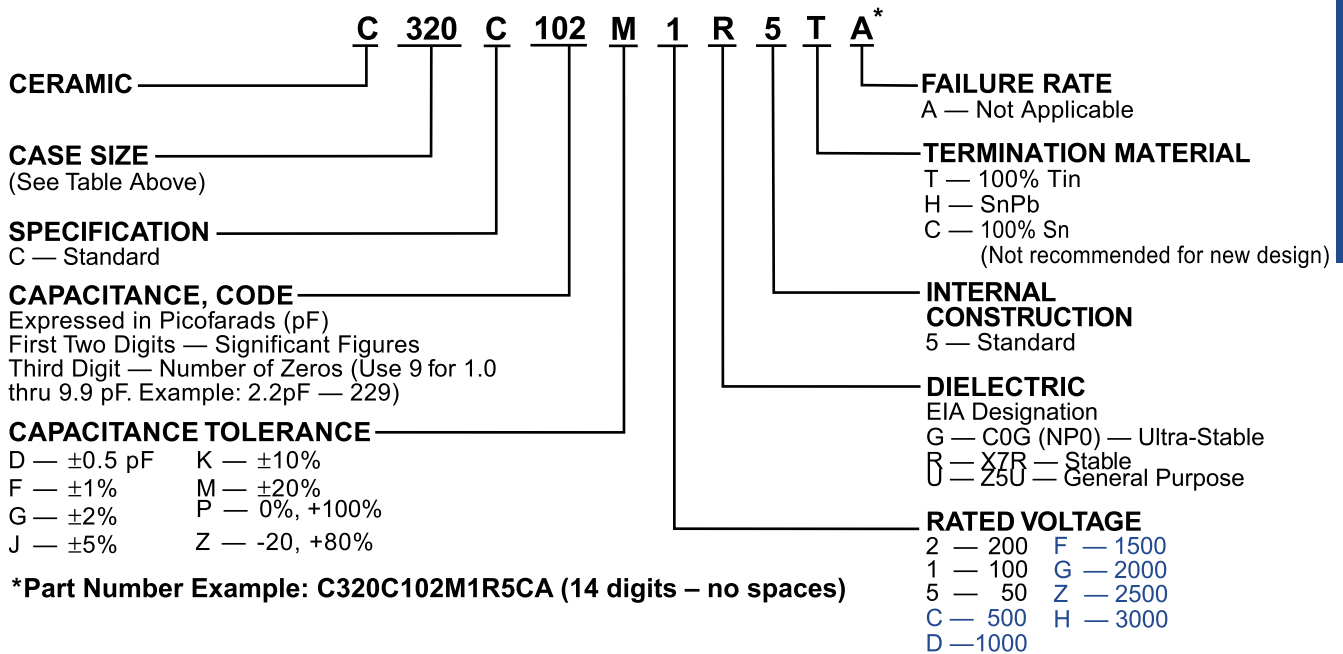 C 320 C 102 M 1 R 5 T A*
CERAMIC
CASE SIZE
(See Table Above)
SPECIFICATION
C — Standard
CAPACITANCE, CODE
Expressed in Picofarads (pF)
First Two Digits — Significant Figures
Third Digit — Number of Zeros (Use 9 for 1.0
thru 9.9 pF. Example: 2.2pF — 229)
CAPACITANCE TOLERANCE
D — ±0.5 pF K — ±10%
F — ±1% M — ±20%
G — ±2% P — 0%, +100%
J — ±5% Z — -20, +80%
*Part Number Example: C320C102M1R5CA (14 digits – no spaces)
FAILURE RATE
A — Not Applicable
TERMINATION MATERIAL
T — 100% Tin
H — SnPb
C — 100% Sn
(Not recommended for new design)
INTERNAL
CONSTRUCTION
5 — Standard
DIELECTRIC
EIA Designation
G — C0G (NP0) — Ultra-Stable
R — X7R — Stable
U — Z5U — General Purpose
RATED VOLTAGE
2 — 200 F — 1500
1 — 100 G — 2000
5 — 50 Z — 2500
C — 500 H — 3000
D —1000